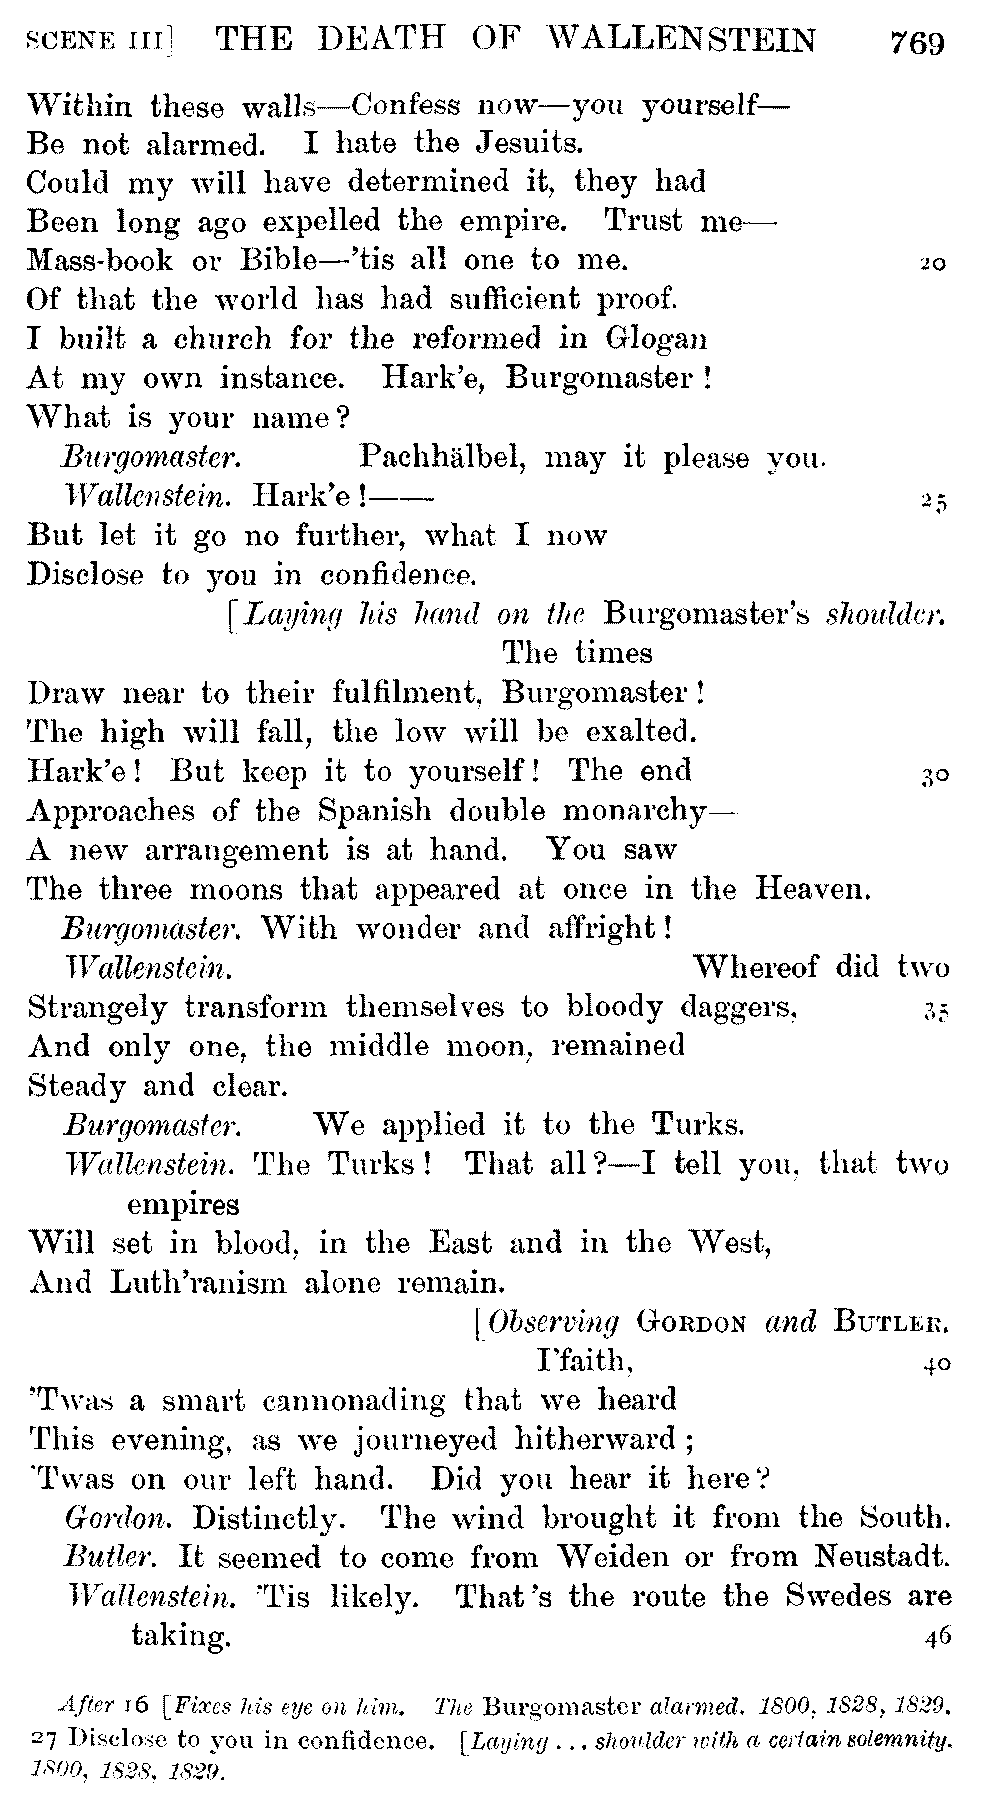 SCENE III] THE DEATH OF WALLENSTEIN 769
Within these walls—Confess now—you yourself—
Be not alarmed. I hate the Jesuits.
Could my will have determined it, they had
Been long ago expelled the empire. Trust me—
Mass-book or Bible—'tis all one to me. 20
Of that the world has had sufficient proof.
I built a church for the reformed in Glogan
At my own instance. Hark'e, Burgomaster!
What is your name?
Burgomaster. Pachhälbel, may it please you.
Wallenstein. Hark'e!—— 25
But let it go no further, what I now
Disclose to you in confidence.
[Laying his hand on the Burgomaster's shoulder.
The times
Draw near to their fulfilment, Burgomaster!
The high will fall, the low will be exalted.
Hark'e! But keep it to yourself! The end 30
Approaches of the Spanish double monarchy—
A new arrangement is at hand. You saw
The three moons that appeared at once in the Heaven.
Burgomaster. With wonder and affright!
Wallenstein. Whereof did two
Strangely transform themselves to bloody daggers, 35
And only one, the middle moon, remained
Steady and clear.
Burgomaster. We applied it to the Turks.
Wallenstein. The Turks! That all?—I tell you, that two
empires
Will set in blood, in the East and in the West,
And Luth'ranism alone remain.
[Observing GORDON and BUTLER.
I'faith, 40
'Twas a smart cannonading that we heard
This evening, as we journeyed hitherward;
'Twas on our left hand. Did you hear it here?
Gordon. Distinctly. The wind brought it from the South.
Butler. It seemed to come from Weiden or from Neustadt.
Wallenstein. 'Tis likely. That's the route the Swedes are
taking. 46
After 16 [Fixes his eye on him. The Burgomaster alarmed. 1800, 1828, 1829.
27 Disclose to you in confidence. [Laying . . . shoulder with a certain solemnity.
1800, 1828, 1829.